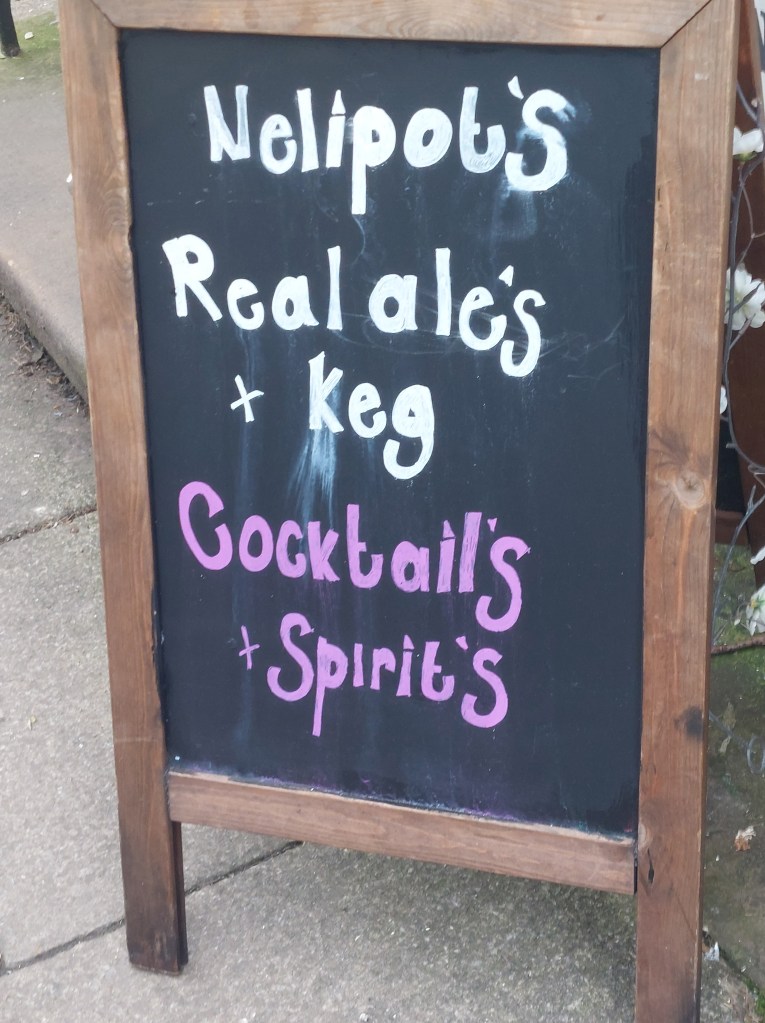 Nelipot's
Real ale's
+ Keg
Cocktail's
+ Spirit's